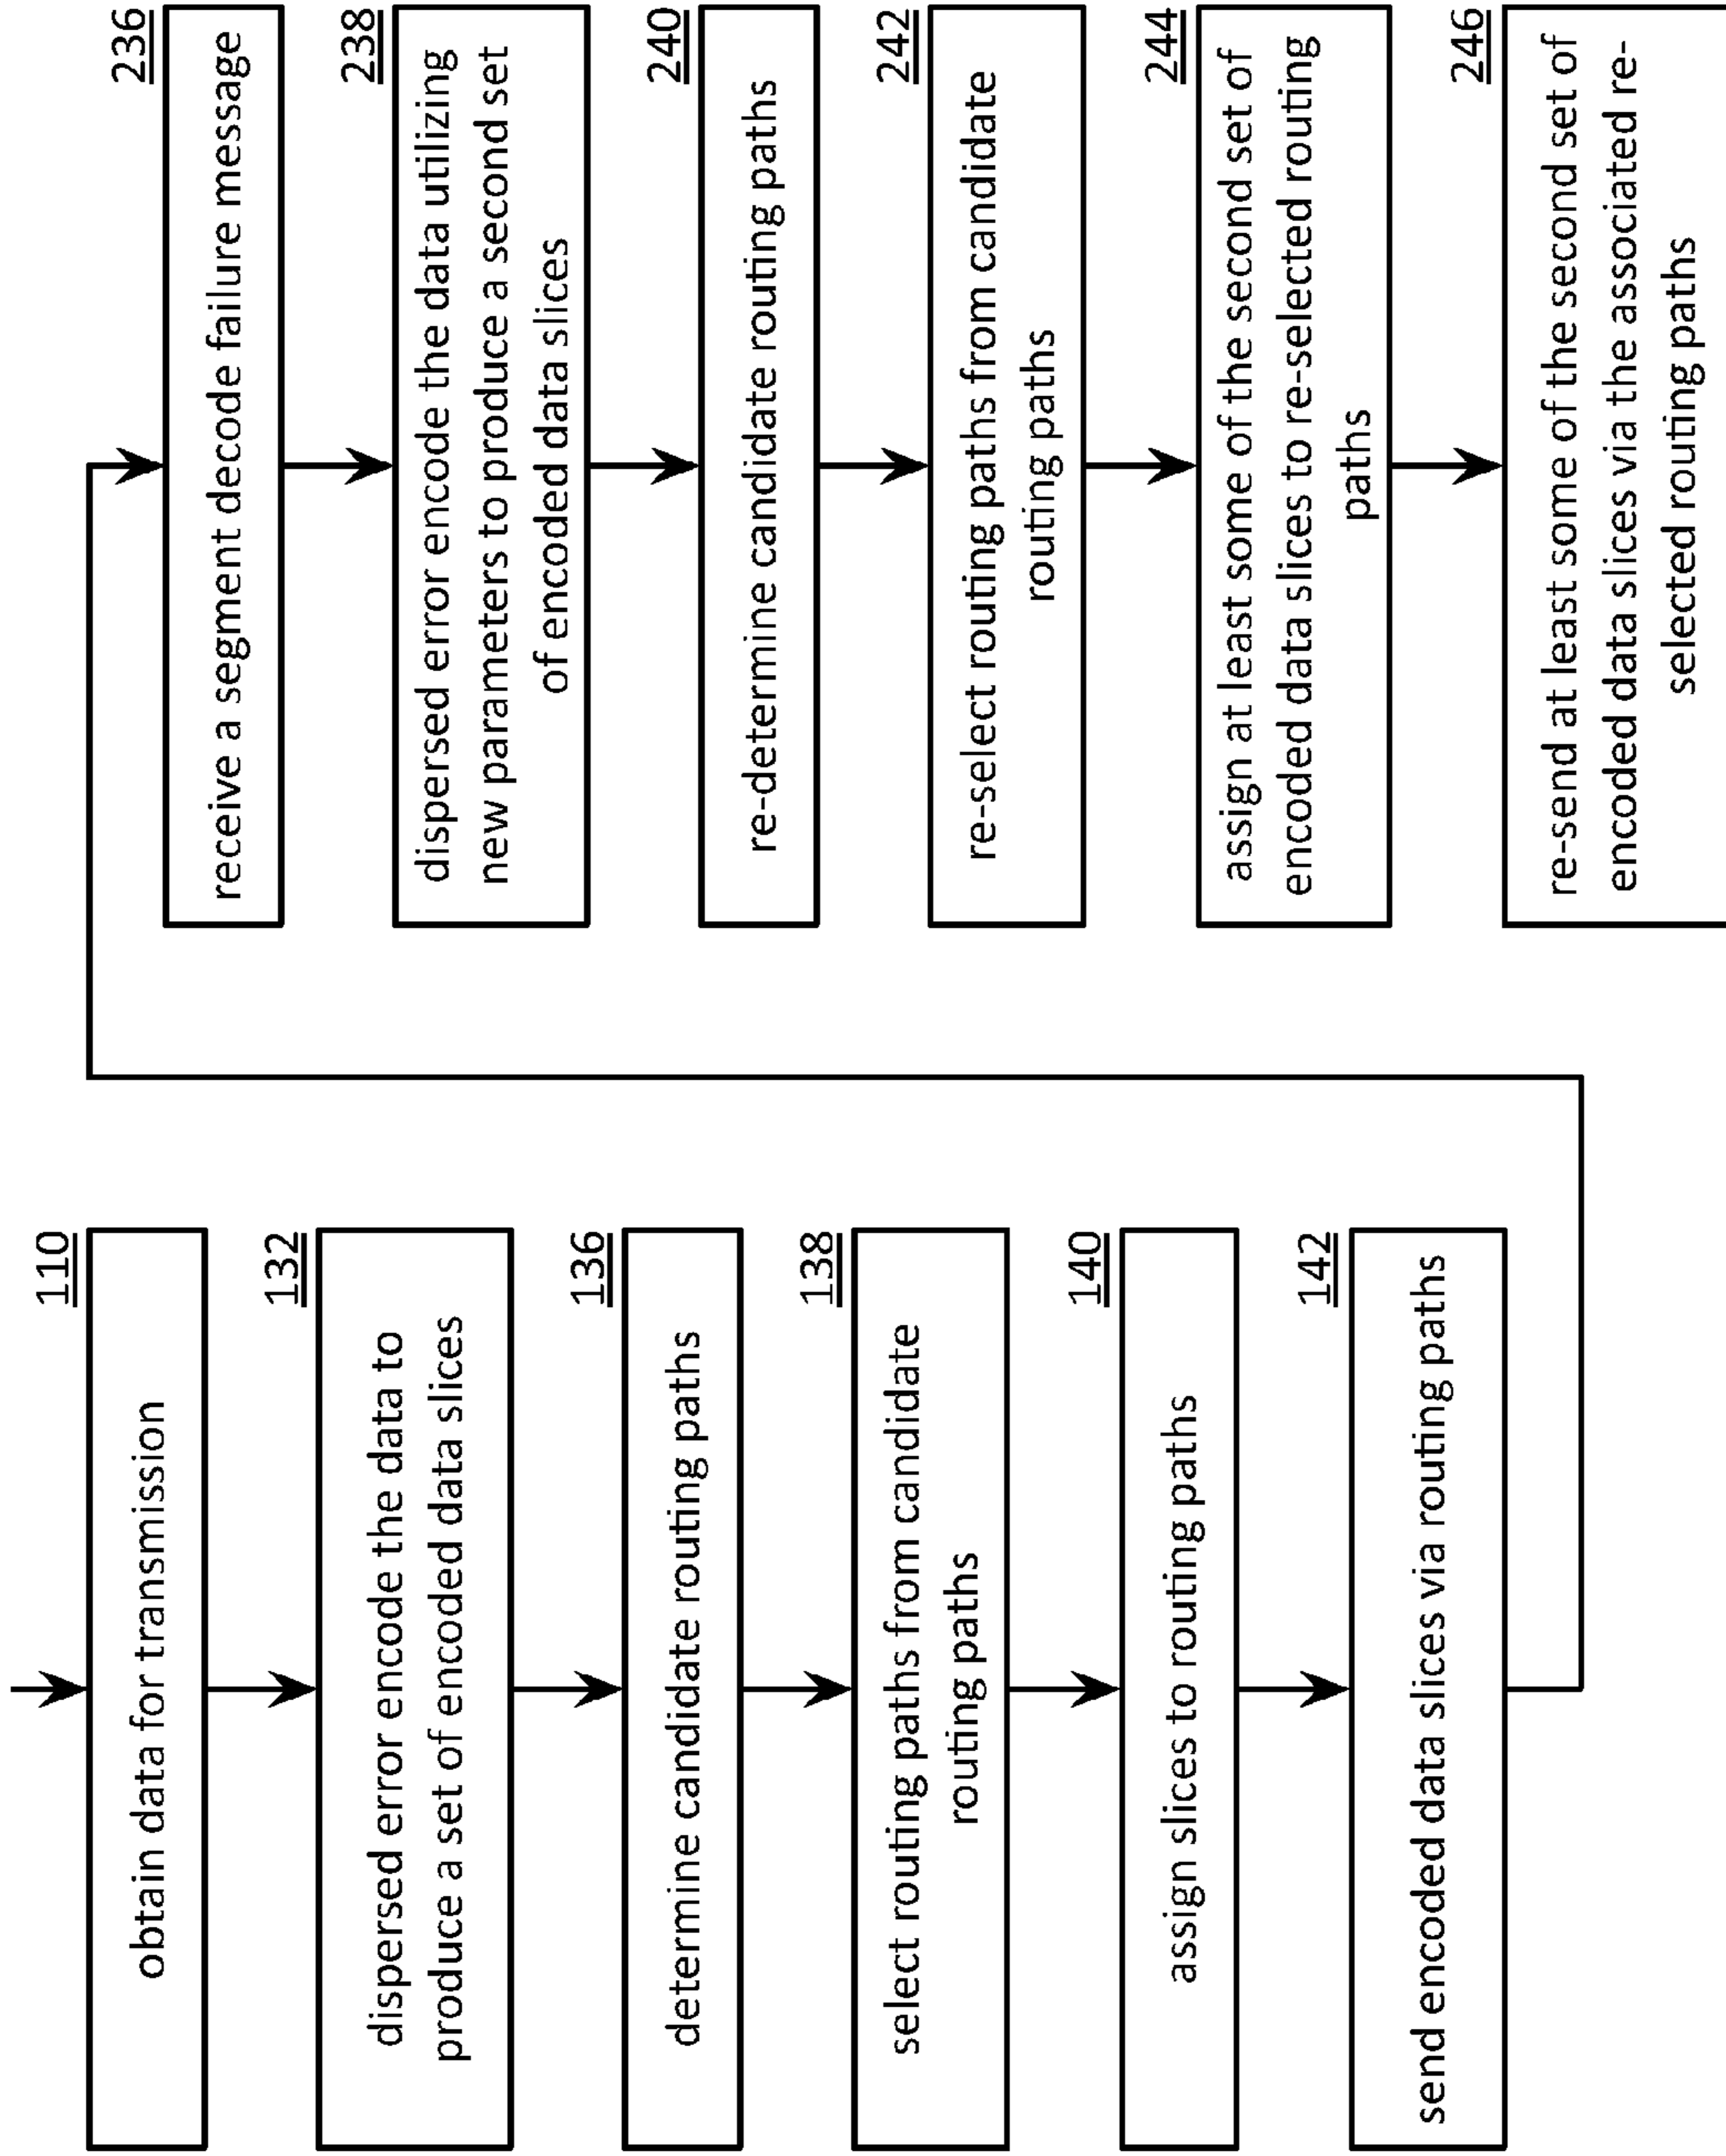 110
obtain data for transmission
132
dispersed error encode the data to
produce a set of encoded data slices
136
determine candidate routing paths
138
select routing paths from candidate
routing paths
140
assign slices to routing paths
142
send encoded data slices via routing paths
236
receive a segment decode failure message
238
dispersed error encode the data utilizing
new parameters to produce a second set
of encoded data slices
240
re-determine candidate routing paths
242
re-select routing paths from candidate
routing paths
244
assign at least some of the second set of
encoded data slices to re-selected routing
paths
246
re-send at least some of the second set of
encoded data slices via the associated re-
selected routing paths